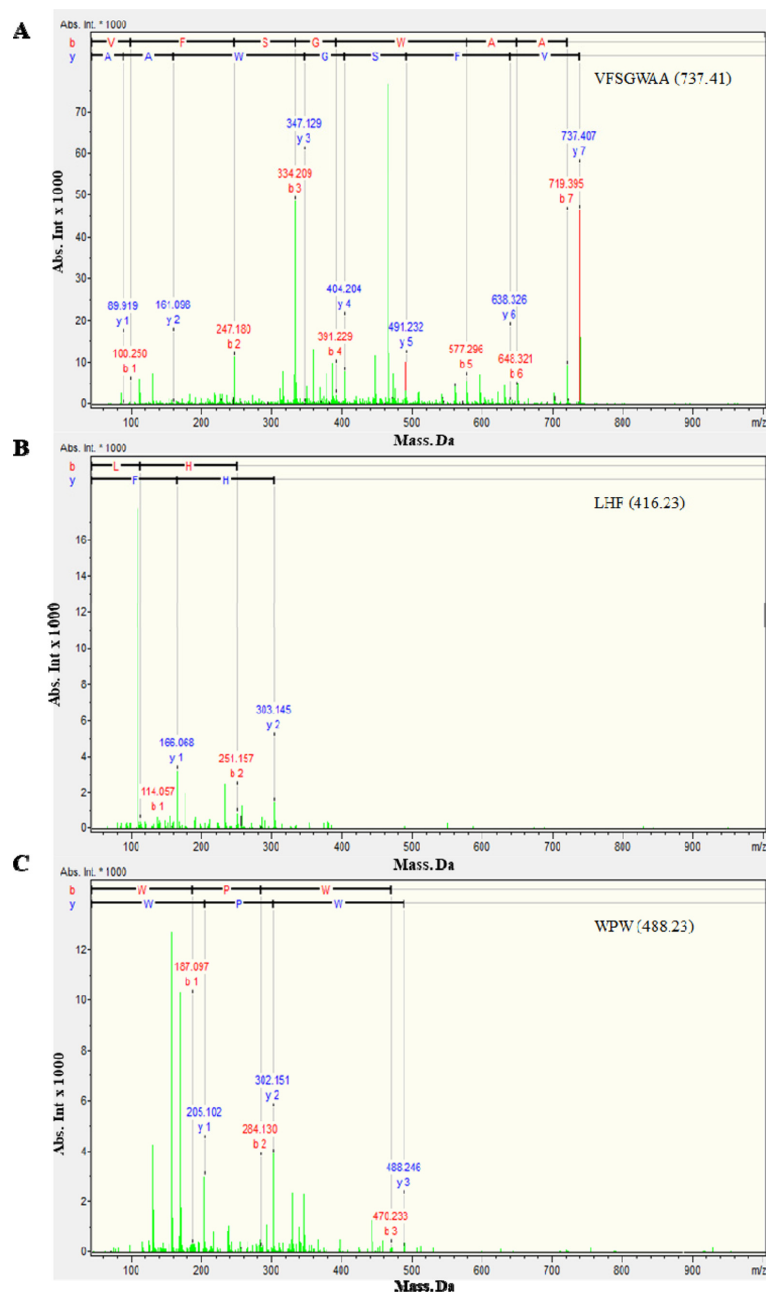 A
Abs. Int. * 1000
b V F S G W A A
y A A W G S F V
VFSGWAA (737.41)
347.129
y 3
737.407
y 7
334.209
b 3
719.395
b 7
404.204
y 4
89.919
y 1
161.098
y 2
638.326
y 6
491.232
y 5
247.180
b 2
391.229
b 4
577.296
b 5
648.321
b 6
100.250
b 1
70
60
50
40
30
20
10
0
Abs. Int x 1000
100 200 300 400 500 600 700 800 900 m/z
Mass. Da
B
Abs. Int. * 1000
b L H
y F H
LHF (416.23)
303.145
y 2
166.068
y 1
251.157
b 2
114.057
b 1
16
14
12
10
8
6
4
2
0
Abs. Int x 1000
100 200 300 400 500 600 700 800 900 m/z
Mass. Da
C
Abs. Int. * 1000
b W P W
y W P W
WPW (488.23)
187.097
b 1
302.151
y 2
205.102
y 1
284.130
b 2
488.246
y 3
470.233
b 3
12
10
8
6
4
2
0
Abs. Int x 1000
100 200 300 400 500 600 700 800 900 m/z
Mass. Da